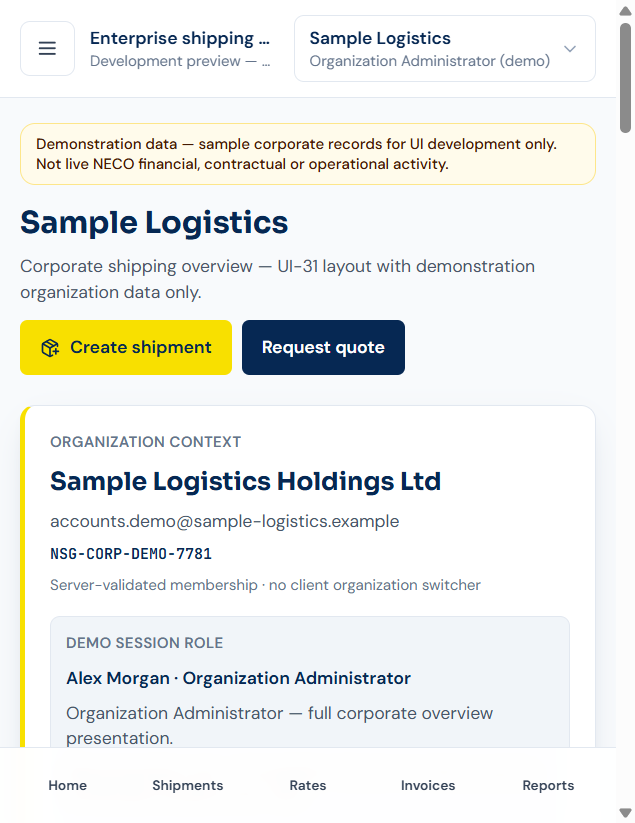 Enterprise shipping ...
Development preview — ...
Sample Logistics
Organization Administrator (demo)
Demonstration data — sample corporate records for UI development only.
Not live NECO financial, contractual or operational activity.
Sample Logistics
Corporate shipping overview — UI-31 layout with demonstration
organization data only.
Create shipment
Request quote
ORGANIZATION CONTEXT
Sample Logistics Holdings Ltd
accounts.demo@sample-logistics.example
NSG-CORP-DEMO-7781
Server-validated membership · no client organization switcher
DEMO SESSION ROLE
Alex Morgan · Organization Administrator
Organization Administrator — full corporate overview
presentation.
Home
Shipments
Rates
Invoices
Reports